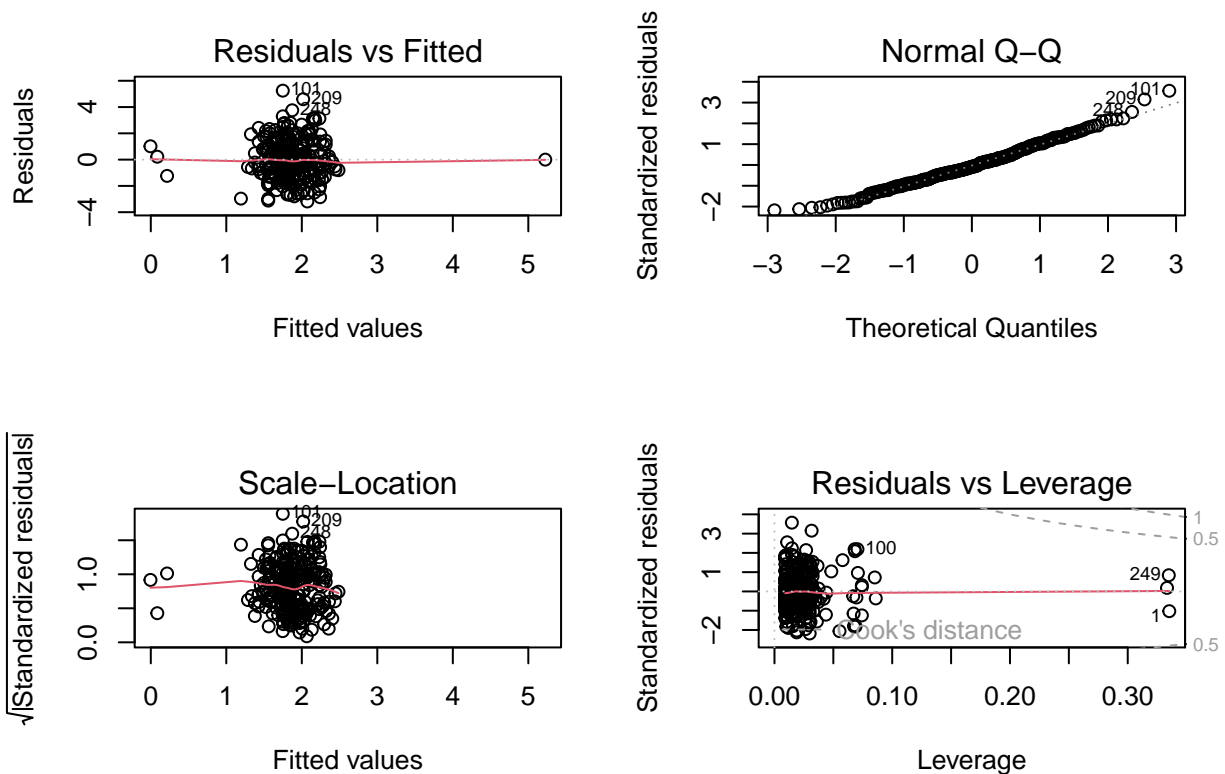 Residuals vs Fitted
Residuals
−4 0 4
101
209
248
0 1 2 3 4 5
Fitted values
Normal Q−Q
Standardized residuals
−2 1 3
101
209
248
−3 −2 −1 0 1 2 3
Theoretical Quantiles
Scale−Location
√|Standardized residuals|
0.0 1.0
101
209
248
0 1 2 3 4 5
Fitted values
Residuals vs Leverage
Standardized residuals
−2 1 3
100
249
1
Cook's distance
1
0.5
0.5
0.00 0.10 0.20 0.30
Leverage